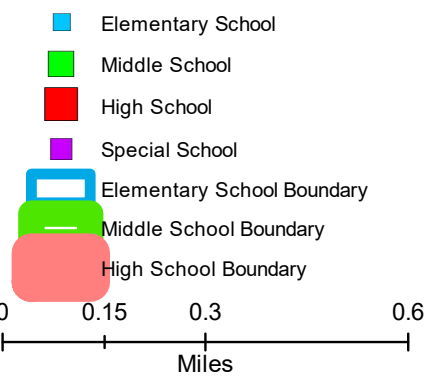 Elementary School
Middle School
High School
Special School
Elementary School Boundary
Middle School Boundary
High School Boundary
0 0.15 0.3 0.6
Miles